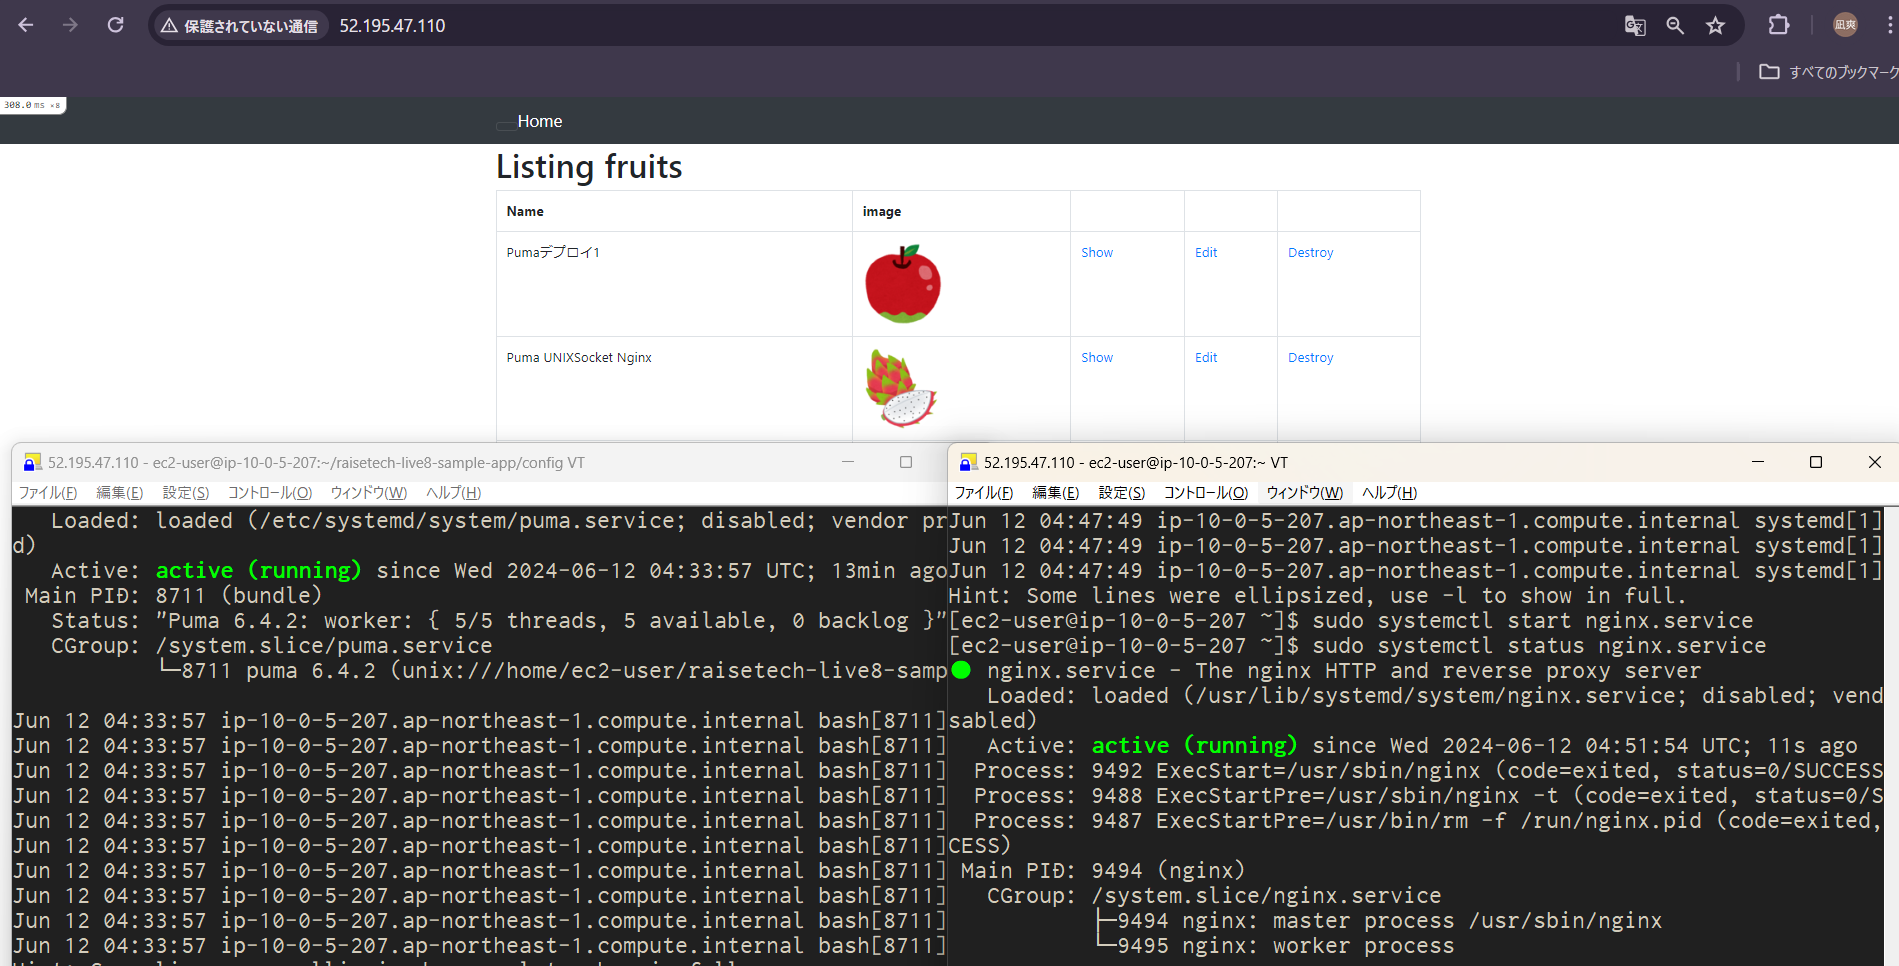 保護されていない通信 52.195.47.110 凪爽
すべてのブックマーク
308.0 ms ×8
Home
Listing fruits
Name image
Pumaデプロイ1 Show Edit Destroy
Puma UNIXSocket Nginx Show Edit Destroy
52.195.47.110 - ec2-user@ip-10-0-5-207:~/raisetech-live8-sample-app/config VT
ファイル(F) 編集(E) 設定(S) コントロール(O) ウィンドウ(W) ヘルプ(H)
Loaded: loaded (/etc/systemd/system/puma.service; disabled; vendor pr
d)
Active: active (running) since Wed 2024-06-12 04:33:57 UTC; 13min ago
Main PID: 8711 (bundle)
Status: "Puma 6.4.2: worker: { 5/5 threads, 5 available, 0 backlog }"
CGroup: /system.slice/puma.service
└─8711 puma 6.4.2 (unix:///home/ec2-user/raisetech-live8-samp
Jun 12 04:33:57 ip-10-0-5-207.ap-northeast-1.compute.internal bash[8711]
Jun 12 04:33:57 ip-10-0-5-207.ap-northeast-1.compute.internal bash[8711]
Jun 12 04:33:57 ip-10-0-5-207.ap-northeast-1.compute.internal bash[8711]
Jun 12 04:33:57 ip-10-0-5-207.ap-northeast-1.compute.internal bash[8711]
Jun 12 04:33:57 ip-10-0-5-207.ap-northeast-1.compute.internal bash[8711]
Jun 12 04:33:57 ip-10-0-5-207.ap-northeast-1.compute.internal bash[8711]
Jun 12 04:33:57 ip-10-0-5-207.ap-northeast-1.compute.internal bash[8711]
Jun 12 04:33:57 ip-10-0-5-207.ap-northeast-1.compute.internal bash[8711]
Jun 12 04:33:57 ip-10-0-5-207.ap-northeast-1.compute.internal bash[8711]
Jun 12 04:33:57 ip-10-0-5-207.ap-northeast-1.compute.internal bash[8711]
52.195.47.110 - ec2-user@ip-10-0-5-207:~ VT
ファイル(F) 編集(E) 設定(S) コントロール(O) ウィンドウ(W) ヘルプ(H)
Jun 12 04:47:49 ip-10-0-5-207.ap-northeast-1.compute.internal systemd[1]
Jun 12 04:47:49 ip-10-0-5-207.ap-northeast-1.compute.internal systemd[1]
Jun 12 04:47:49 ip-10-0-5-207.ap-northeast-1.compute.internal systemd[1]
Hint: Some lines were ellipsized, use -l to show in full.
[ec2-user@ip-10-0-5-207 ~]$ sudo systemctl start nginx.service
[ec2-user@ip-10-0-5-207 ~]$ sudo systemctl status nginx.service
● nginx.service - The nginx HTTP and reverse proxy server
Loaded: loaded (/usr/lib/systemd/system/nginx.service; disabled; vend
sabled)
Active: active (running) since Wed 2024-06-12 04:51:54 UTC; 11s ago
Process: 9492 ExecStart=/usr/sbin/nginx (code=exited, status=0/SUCCESS
Process: 9488 ExecStartPre=/usr/sbin/nginx -t (code=exited, status=0/S
Process: 9487 ExecStartPre=/usr/bin/rm -f /run/nginx.pid (code=exited,
CESS)
Main PID: 9494 (nginx)
CGroup: /system.slice/nginx.service
├─9494 nginx: master process /usr/sbin/nginx
└─9495 nginx: worker process